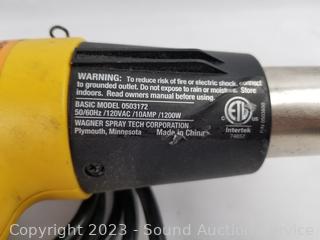 WARNING: To reduce risk of fire or electric shock, connect
to grounded outlet. Do not expose to rain or moisture. Store
indoors. Read owners manual before using.
BASIC MODEL 0503172
50/60Hz /120VAC /10AMP /1200W
WAGNER SPRAY TECH CORPORATION
Plymouth, Minnesota Made in China
ETL
C US
Intertek
Copyright 2023 - Sound Auction Service